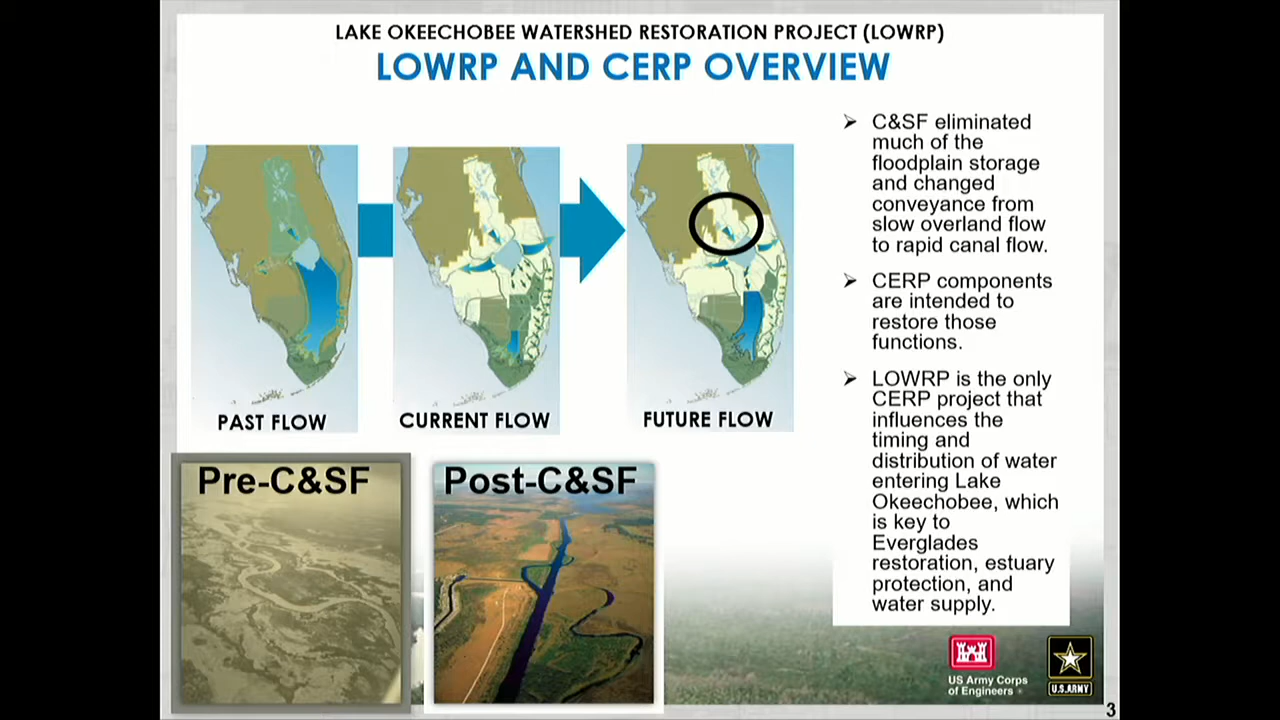 LAKE OKEECHOBEE WATERSHED RESTORATION PROJECT (LOWRP)
LOWRP AND CERP OVERVIEW
PAST FLOW
CURRENT FLOW
FUTURE FLOW
Pre-C&SF
Post-C&SF
➢ C&SF eliminated
much of the
floodplain storage
and changed
conveyance from
slow overland flow
to rapid canal flow.
➢ CERP components
are intended to
restore those
functions.
➢ LOWRP is the only
CERP project that
influences the
timing and
distribution of water
entering Lake
Okeechobee, which
is key to
Everglades
restoration, estuary
protection, and
water supply.
US Army Corps
of Engineers
U.S.ARMY
3